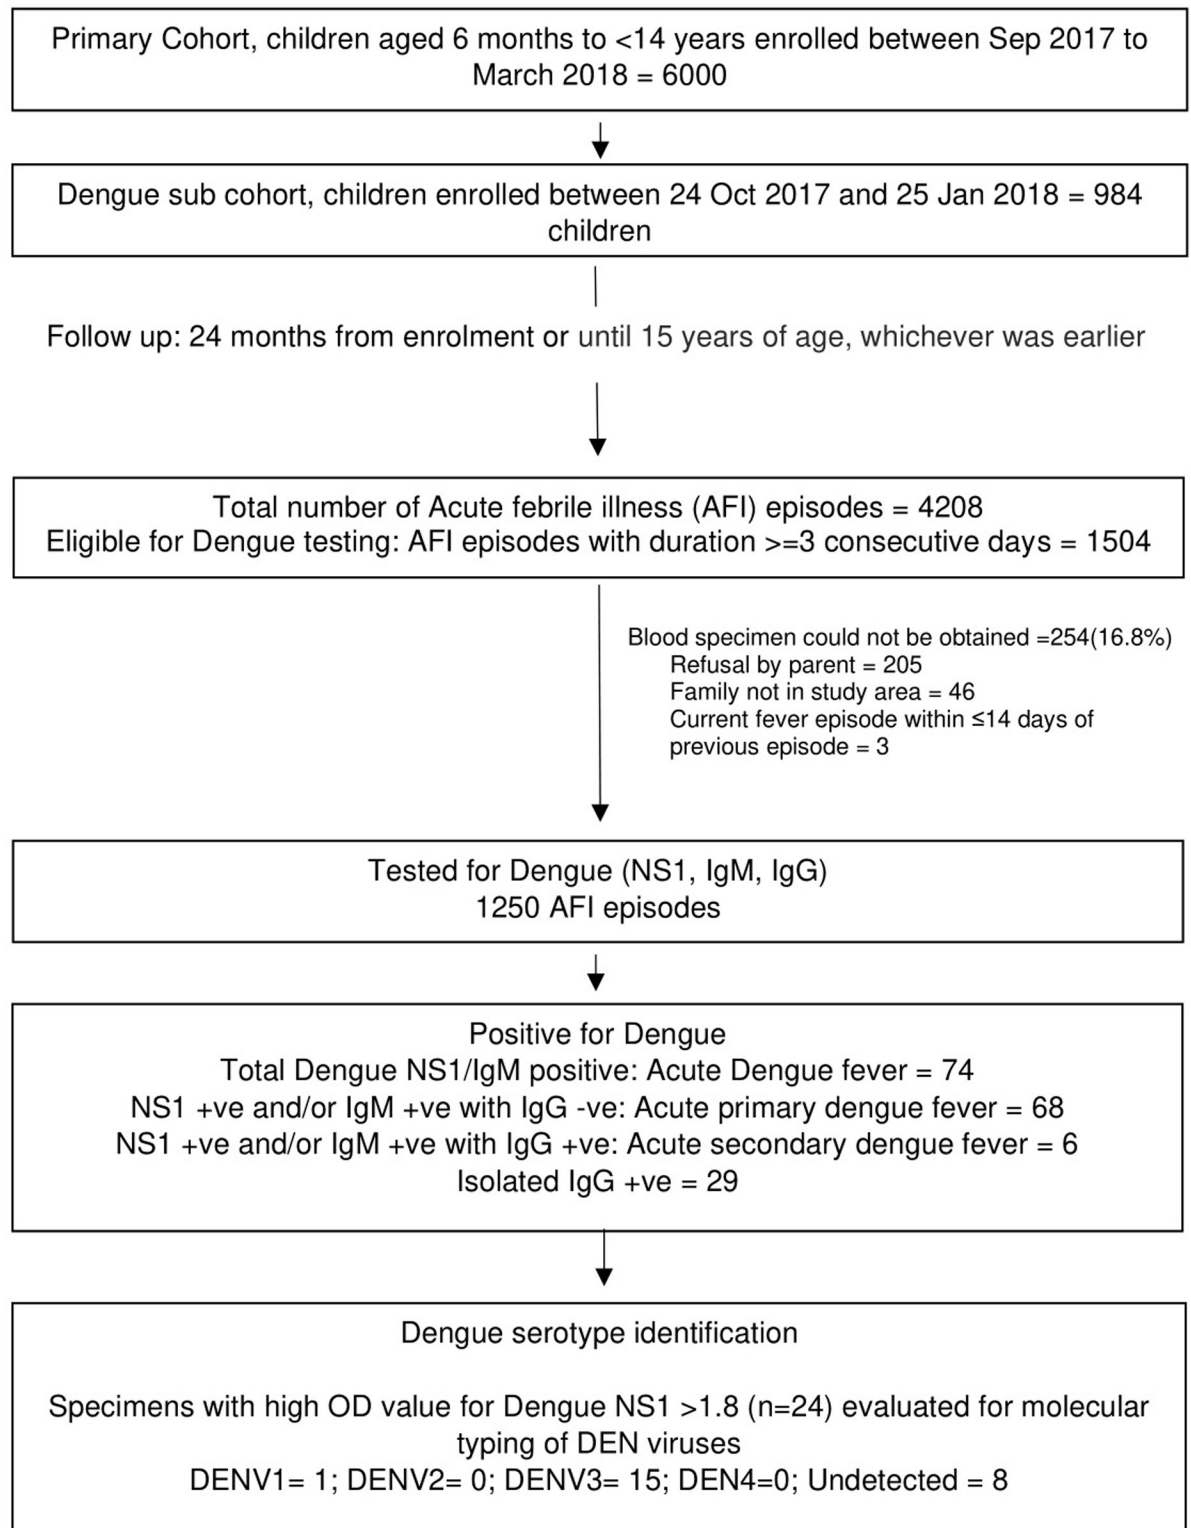 Primary Cohort, children aged 6 months to <14 years enrolled between Sep 2017 to
March 2018 = 6000
Dengue sub cohort, children enrolled between 24 Oct 2017 and 25 Jan 2018 = 984
children
Follow up: 24 months from enrolment or until 15 years of age, whichever was earlier
Total number of Acute febrile illness (AFI) episodes = 4208
Eligible for Dengue testing: AFI episodes with duration >=3 consecutive days = 1504
Blood specimen could not be obtained =254(16.8%)
Refusal by parent = 205
Family not in study area = 46
Current fever episode within ≤14 days of
previous episode = 3
Tested for Dengue (NS1, IgM, IgG)
1250 AFI episodes
Positive for Dengue
Total Dengue NS1/IgM positive: Acute Dengue fever = 74
NS1 +ve and/or IgM +ve with IgG -ve: Acute primary dengue fever = 68
NS1 +ve and/or IgM +ve with IgG +ve: Acute secondary dengue fever = 6
Isolated IgG +ve = 29
Dengue serotype identification
Specimens with high OD value for Dengue NS1 >1.8 (n=24) evaluated for molecular
typing of DEN viruses
DENV1= 1; DENV2= 0; DENV3= 15; DEN4=0; Undetected = 8